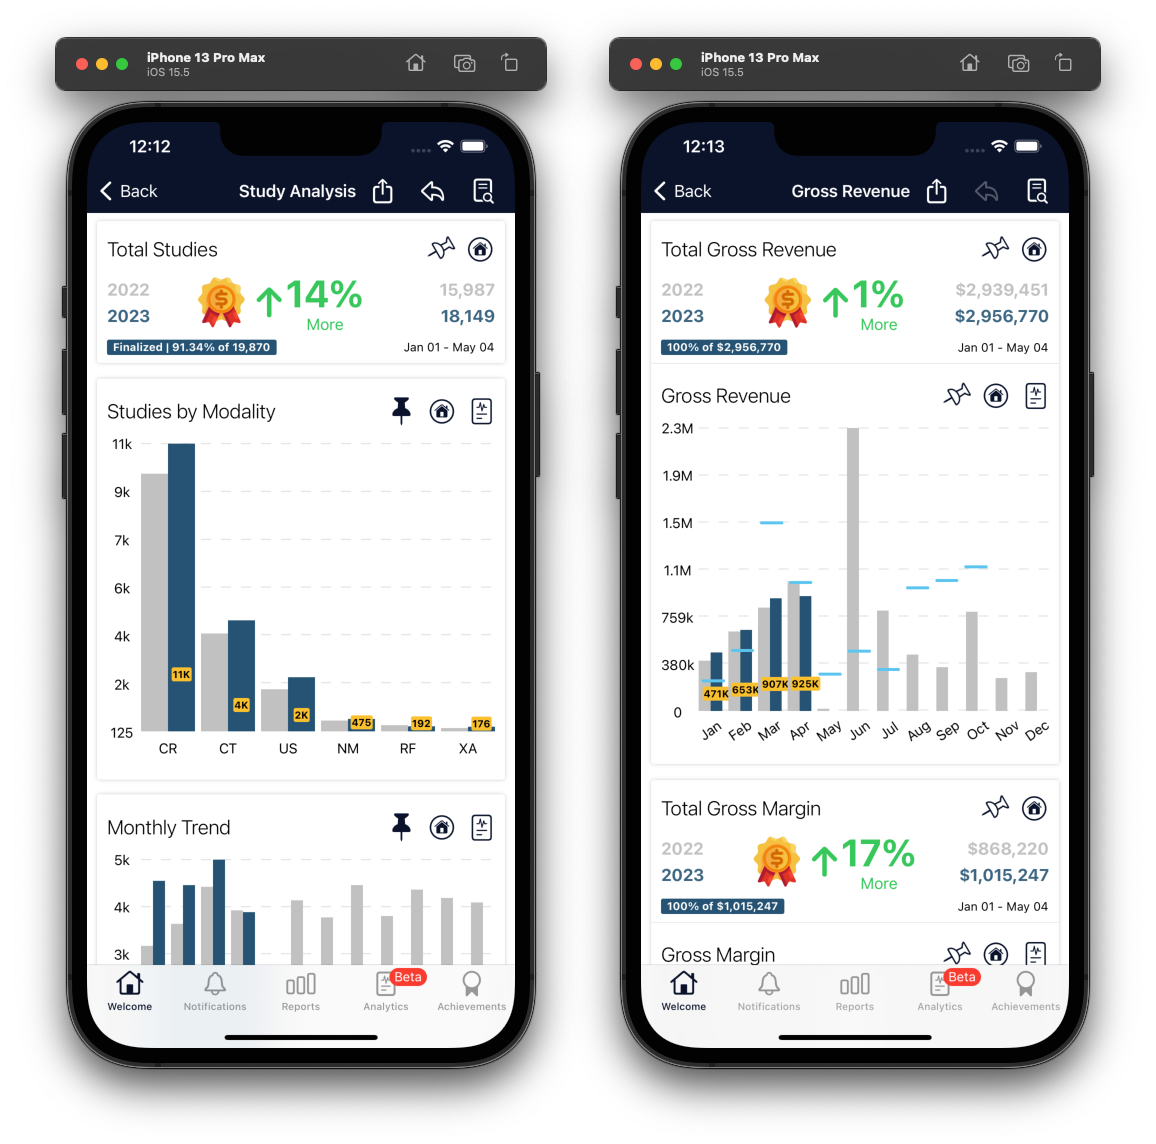 iPhone 13 Pro Max
iOS 15.5
12:12
Back
Study Analysis
Total Studies
2022
15,987
14%
More
2023
18,149
Finalized | 91.34% of 19,870
Jan 01 - May 04
Studies by Modality
11k
9k
7k
6k
4k
2k
125
11K
4K
2K
475
192
176
CR CT US NM RF XA
Monthly Trend
5k
4k
3k
Beta
Welcome Notifications Reports Analytics Achievements
iPhone 13 Pro Max
iOS 15.5
12:13
Back
Gross Revenue
Total Gross Revenue
2022
$2,939,451
1%
More
2023
$2,956,770
100% of $2,956,770
Jan 01 - May 04
Gross Revenue
2.3M
1.9M
1.5M
1.1M
759k
380k
0
471K 653K 907K 925K
Jan Feb Mar Apr May Jun Jul Aug Sep Oct Nov Dec
Total Gross Margin
2022
$868,220
17%
More
2023
$1,015,247
100% of $1,015,247
Jan 01 - May 04
Gross Margin
Beta
Welcome Notifications Reports Analytics Achievements